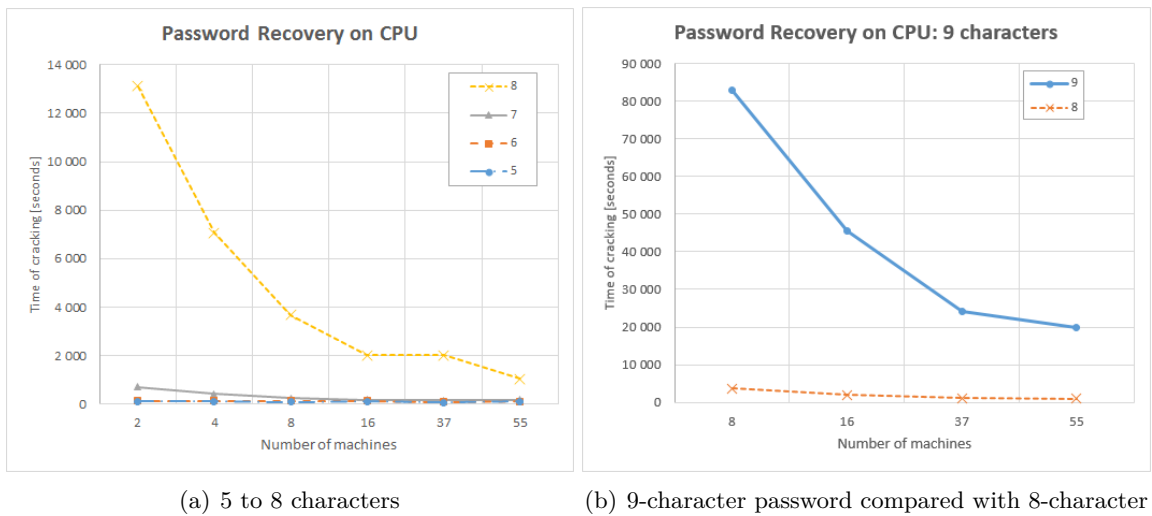 Password Recovery on CPU
Time of cracking [seconds]
14 000
12 000
10 000
8 000
6 000
4 000
2 000
0
8
7
6
5
2 4 8 16 37 55
Number of machines
(a) 5 to 8 characters
Password Recovery on CPU: 9 characters
Time of cracking [seconds]
90 000
80 000
70 000
60 000
50 000
40 000
30 000
20 000
10 000
0
9
8
8 16 37 55
Number of machines
(b) 9-character password compared with 8-character